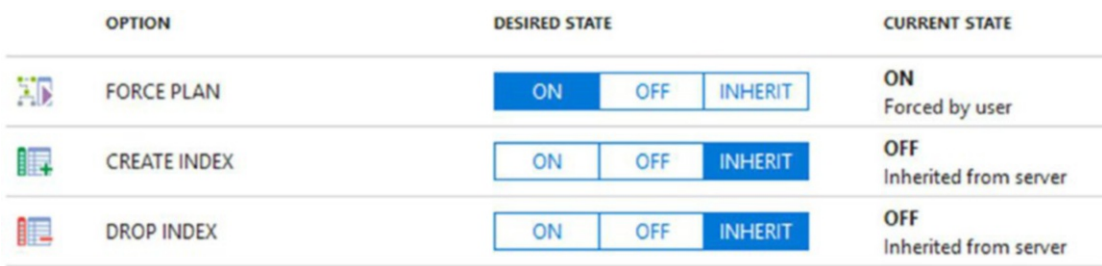 OPTION DESIRED STATE CURRENT STATE
FORCE PLAN ON OFF INHERIT ON
Forced by user
CREATE INDEX ON OFF INHERIT OFF
Inherited from server
DROP INDEX ON OFF INHERIT OFF
Inherited from server